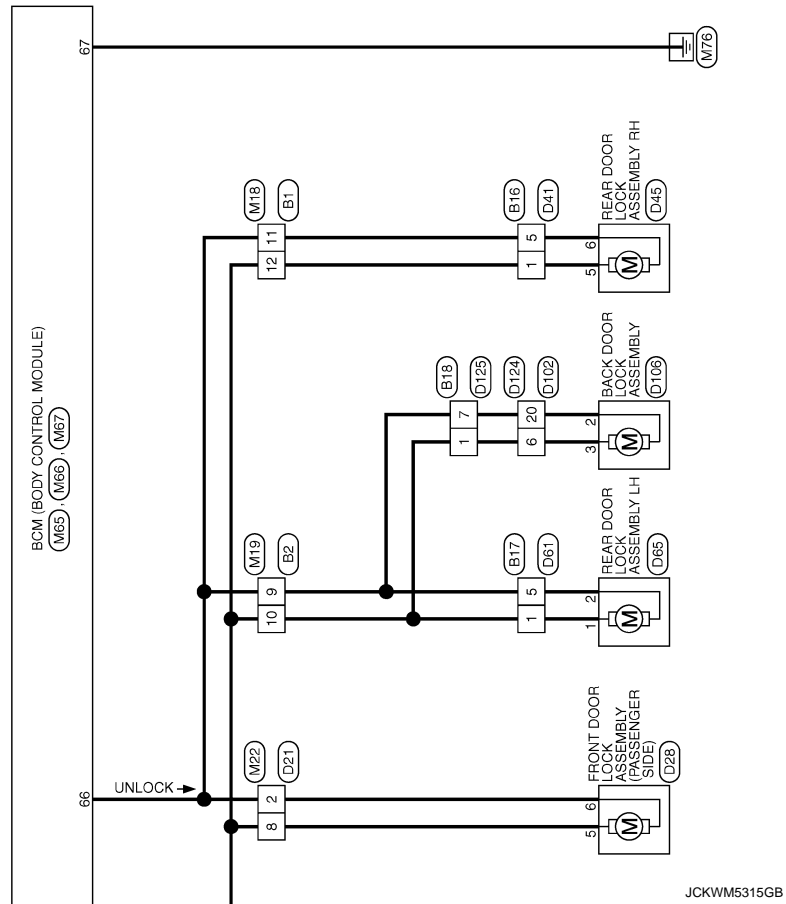 67
M76
BCM (BODY CONTROL MODULE)
M65 , M66 , M67
M18
B1
11
12
B16
D41
5
1
6
5
M
REAR DOOR
LOCK
ASSEMBLY RH
D45
B18
D125
7
1
D124
D102
20
6
2
3
M
BACK DOOR
LOCK
ASSEMBLY
D106
M19
B2
9
10
B17
D61
5
1
2
1
M
REAR DOOR
LOCK
ASSEMBLY LH
D65
66
UNLOCK
M22
D21
2
8
6
5
M
FRONT DOOR
LOCK
ASSEMBLY
(PASSENGER
SIDE)
D28
JCKWM5315GB